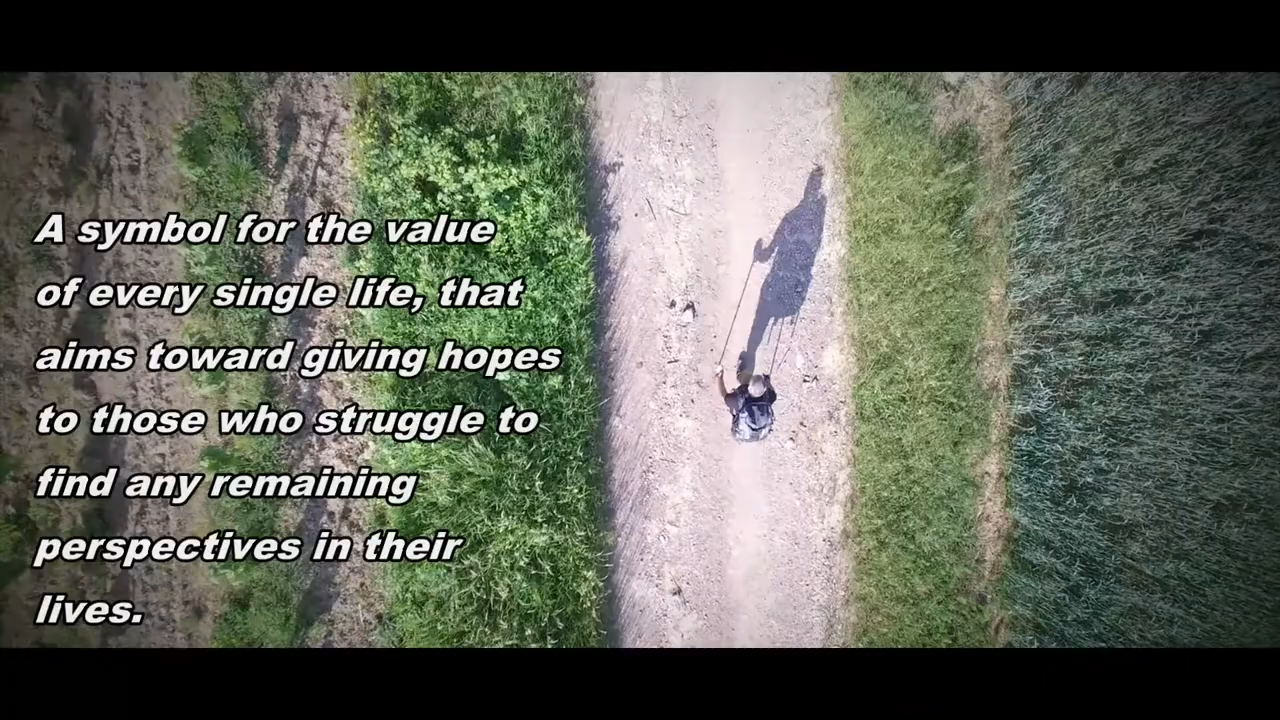 A symbol for the value
of every single life, that
aims toward giving hopes
to those who struggle to
find any remaining
perspectives in their
lives.